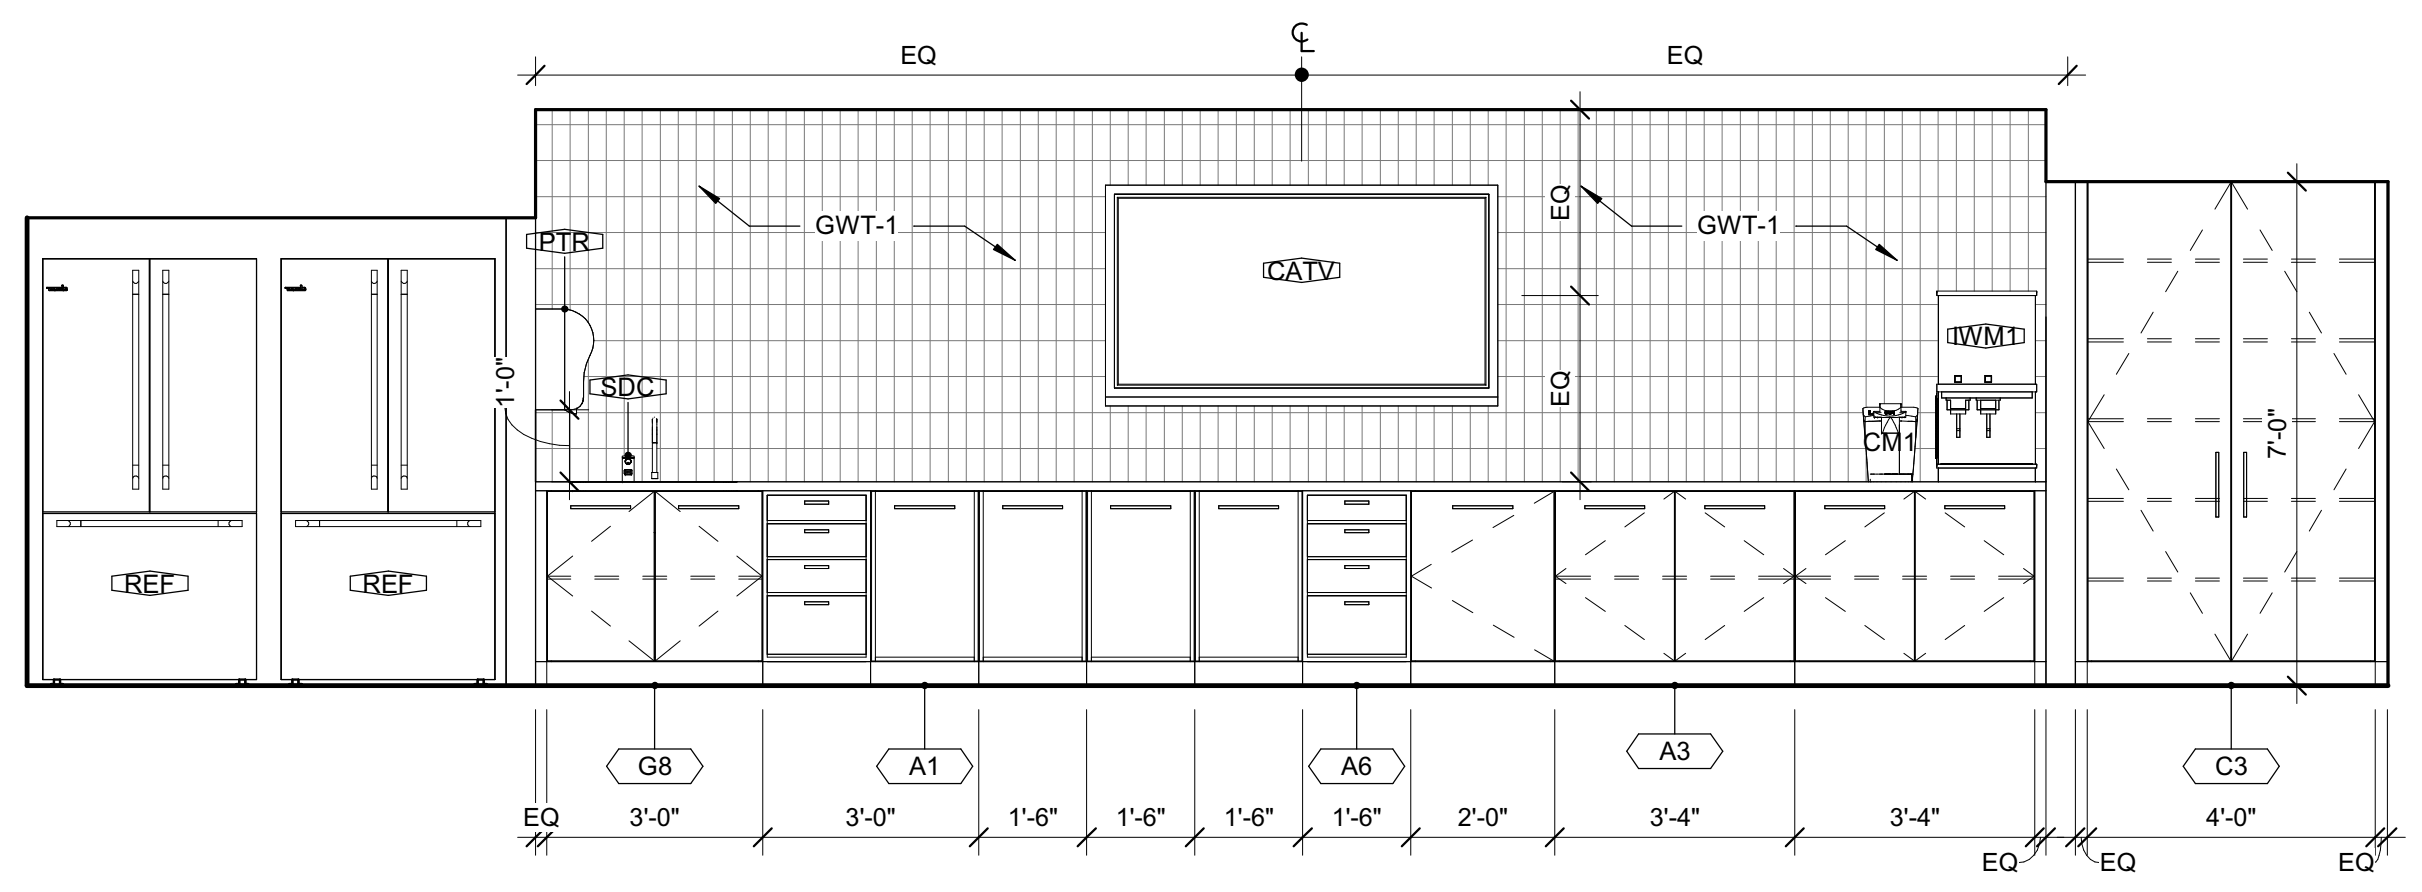 ℄
EQ EQ
GWT-1 EQ GWT-1
PTR
CATV
IWM1
1'-0"
SDC
EQ
CM1
7'-0"
REF REF
G8 A1 A6 A3 C3
EQ 3'-0" 3'-0" 1'-6" 1'-6" 1'-6" 1'-6" 2'-0" 3'-4" 3'-4" 4'-0"
EQ EQ EQ